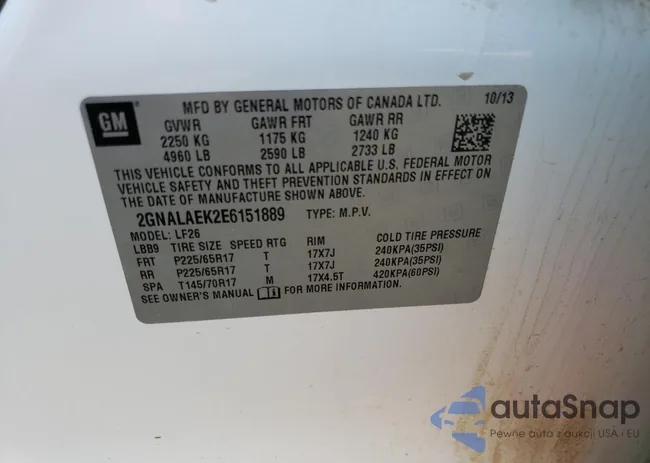 GM
MFD BY GENERAL MOTORS OF CANADA LTD. 10/13
GVWR GAWR FRT GAWR RR
2250 KG 1175 KG 1240 KG
4960 LB 2590 LB 2733 LB
THIS VEHICLE CONFORMS TO ALL APPLICABLE U.S. FEDERAL MOTOR
VEHICLE SAFETY AND THEFT PREVENTION STANDARDS IN EFFECT ON
THE DATE OF MANUFACTURE SHOWN ABOVE.
2GNALAEK2E6151889 TYPE: M.P.V.
MODEL: LF26
LBB9 TIRE SIZE SPEED RTG RIM COLD TIRE PRESSURE
FRT P225/65R17 T 17X7J 240KPA(35PSI)
RR P225/65R17 T 17X7J 240KPA(35PSI)
SPA T145/70R17 M 17X4.5T 420KPA(60PSI)
SEE OWNER'S MANUAL FOR MORE INFORMATION.
autaSnap
Pewne auta z aukcji USA i EU